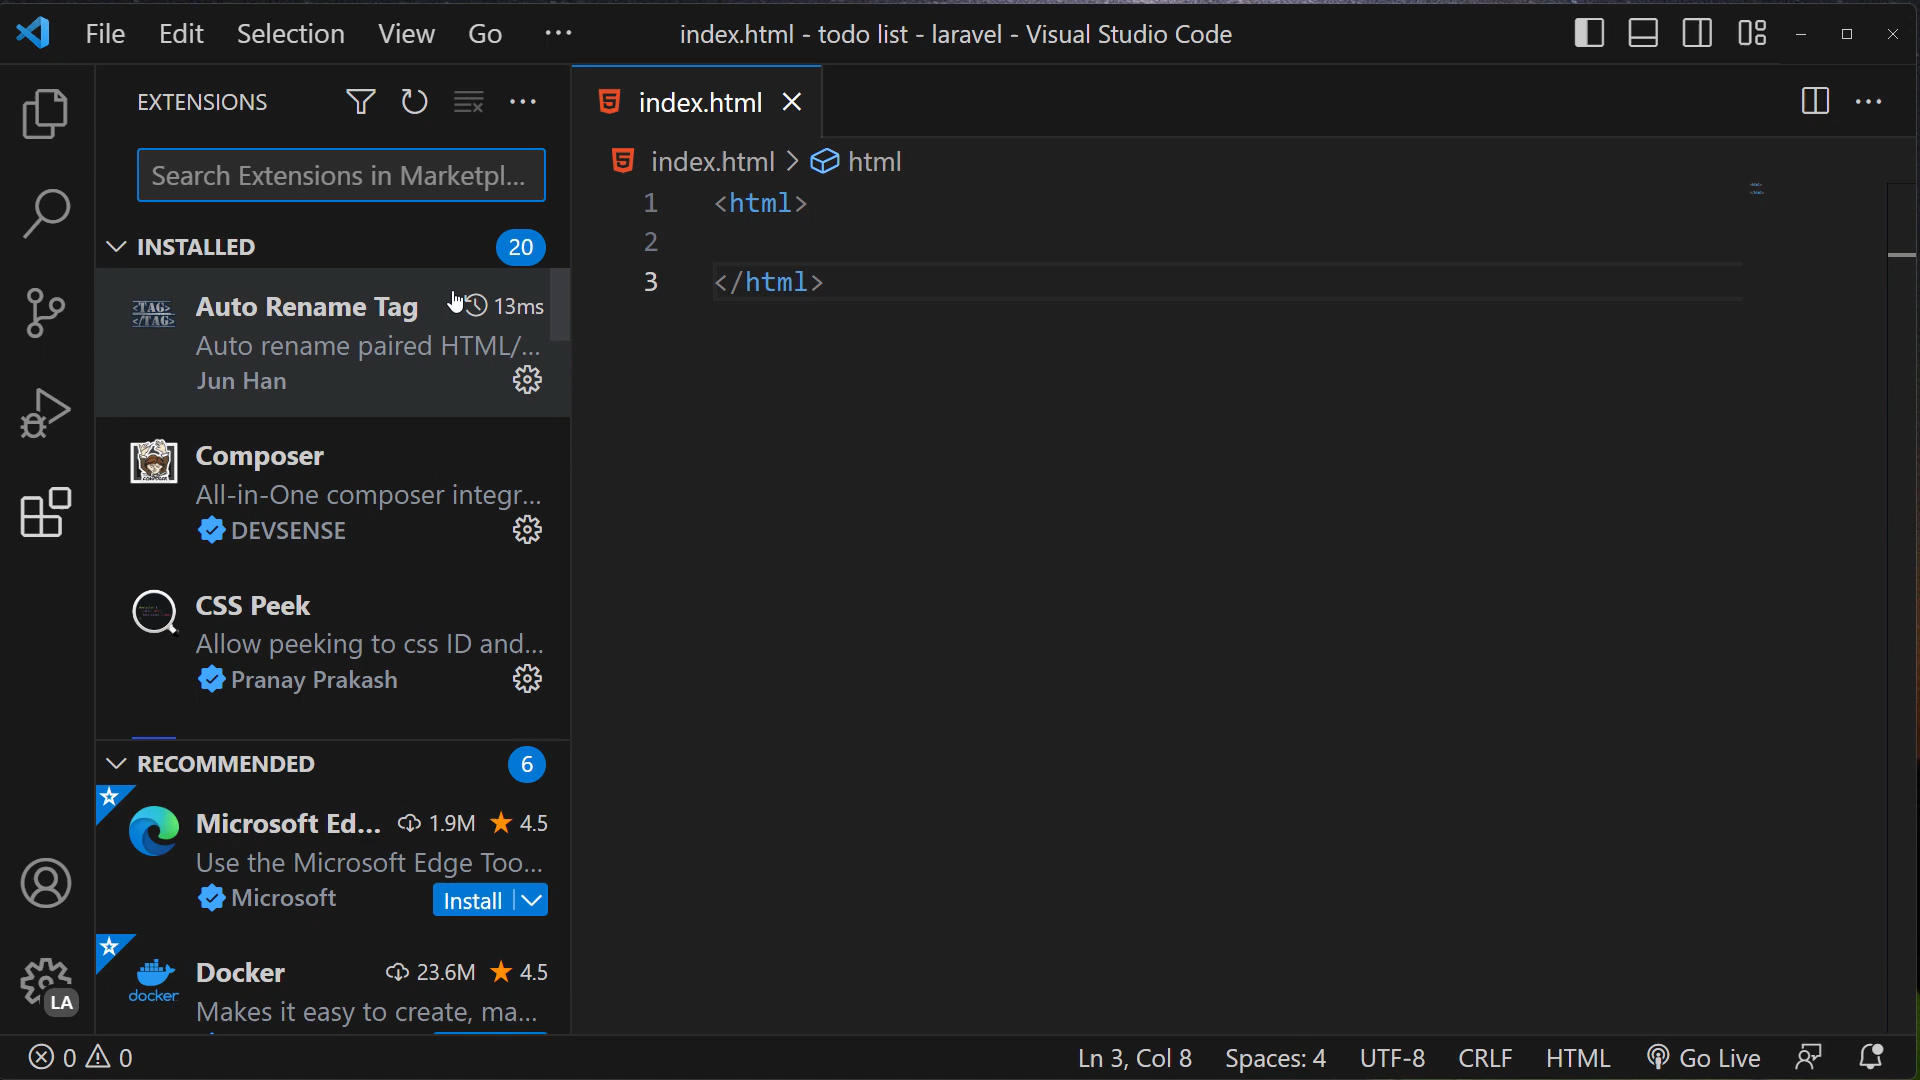 File Edit Selection View Go ··· index.html - todo list - laravel - Visual Studio Code
EXTENSIONS
Search Extensions in Marketpl...
INSTALLED 20
<TAG>
</TAG>
Auto Rename Tag 13ms
Auto rename paired HTML/...
Jun Han
Composer
All-in-One composer integr...
DEVSENSE
CSS Peek
Allow peeking to css ID and...
Pranay Prakash
RECOMMENDED 6
Microsoft Ed... 1.9M ★ 4.5
Use the Microsoft Edge Too...
Microsoft
Install
Docker 23.6M ★ 4.5
docker
Makes it easy to create, ma...
LA
index.html
index.html > html
1 <html>
2
3 </html>
0 0
Ln 3, Col 8 Spaces: 4 UTF-8 CRLF HTML Go Live